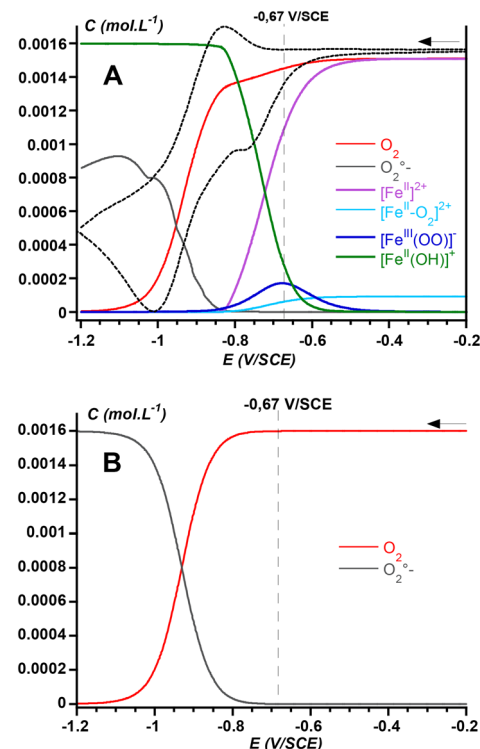 C (mol.L⁻¹)
-0,67 V/SCE
0.0016
0.0014
0.0012
0.001
0.0008
0.0006
0.0004
0.0002
0
A
O₂
O₂°-
[Feᴵᴵ]²⁺
[Feᴵᴵ-O₂]²⁺
[Feᴵᴵᴵ(OO)]⁻
[Feᴵᴵ(OH)]⁺
-1.2 -1 -0.8 -0.6 -0.4 -0.2
E (V/SCE)
C (mol.L⁻¹)
-0,67 V/SCE
0.0016
0.0014
0.0012
0.001
0.0008
0.0006
0.0004
0.0002
0
B
O₂
O₂°-
-1.2 -1 -0.8 -0.6 -0.4 -0.2
E (V/SCE)